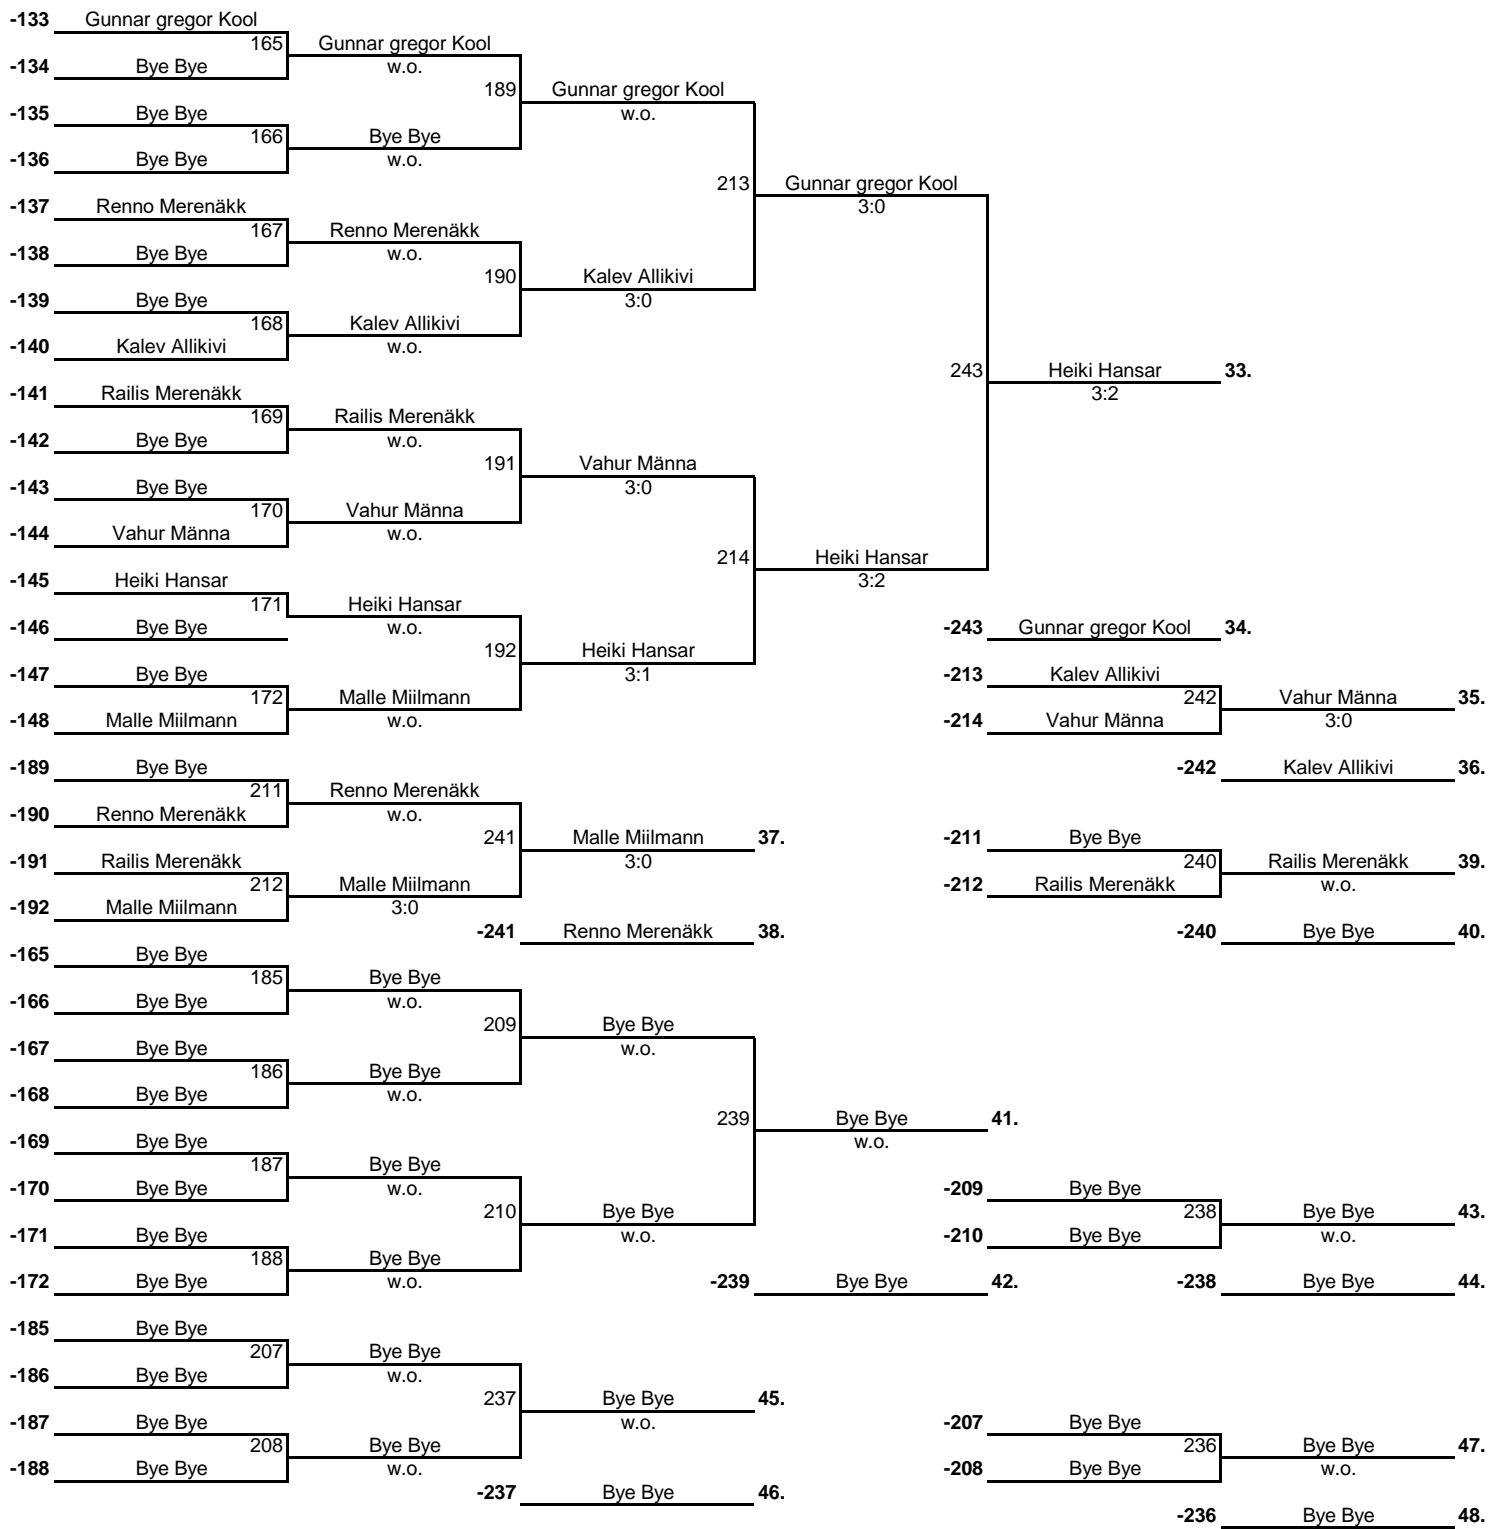 -133 Gunnar gregor Kool
165 Gunnar gregor Kool
-134 Bye Bye w.o.
189 Gunnar gregor Kool
-135 Bye Bye w.o.
166 Bye Bye
-136 Bye Bye w.o.
213 Gunnar gregor Kool
-137 Renno Merenäkk 3:0
167 Renno Merenäkk
-138 Bye Bye w.o.
190 Kalev Allikivi
-139 Bye Bye 3:0
168 Kalev Allikivi
-140 Kalev Allikivi w.o.
243 Heiki Hansar 33.
-141 Railis Merenäkk 3:2
169 Railis Merenäkk
-142 Bye Bye w.o.
191 Vahur Männa
-143 Bye Bye 3:0
170 Vahur Männa
-144 Vahur Männa w.o.
214 Heiki Hansar
-145 Heiki Hansar 3:2
171 Heiki Hansar
-146 Bye Bye w.o. -243 Gunnar gregor Kool 34.
192 Heiki Hansar
-147 Bye Bye 3:1 -213 Kalev Allikivi
172 Malle Miilmann 242 Vahur Männa 35.
-148 Malle Miilmann w.o. -214 Vahur Männa 3:0
-189 Bye Bye -242 Kalev Allikivi 36.
211 Renno Merenäkk
-190 Renno Merenäkk w.o.
241 Malle Miilmann 37. -211 Bye Bye
-191 Railis Merenäkk 3:0 240 Railis Merenäkk 39.
212 Malle Miilmann -212 Railis Merenäkk w.o.
-192 Malle Miilmann 3:0
-241 Renno Merenäkk 38. -240 Bye Bye 40.
-165 Bye Bye
185 Bye Bye
-166 Bye Bye w.o.
209 Bye Bye
-167 Bye Bye w.o.
186 Bye Bye
-168 Bye Bye w.o.
239 Bye Bye 41.
-169 Bye Bye w.o.
187 Bye Bye
-170 Bye Bye w.o. -209 Bye Bye
210 Bye Bye 238 Bye Bye 43.
-171 Bye Bye w.o. -210 Bye Bye w.o.
188 Bye Bye
-172 Bye Bye w.o. -239 Bye Bye 42. -238 Bye Bye 44.
-185 Bye Bye
207 Bye Bye
-186 Bye Bye w.o.
237 Bye Bye 45.
-187 Bye Bye w.o. -207 Bye Bye
208 Bye Bye 236 Bye Bye 47.
-188 Bye Bye w.o. -208 Bye Bye w.o.
-237 Bye Bye 46.
-236 Bye Bye 48.